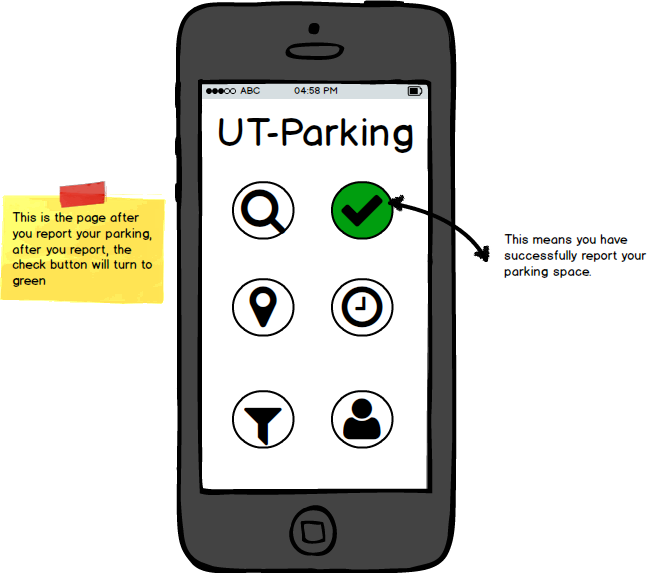 ABC 04:58 PM
UT-Parking
This is the page after
you report your parking,
after you report, the
check button will turn to
green
This means you have
successfully report your
parking space.